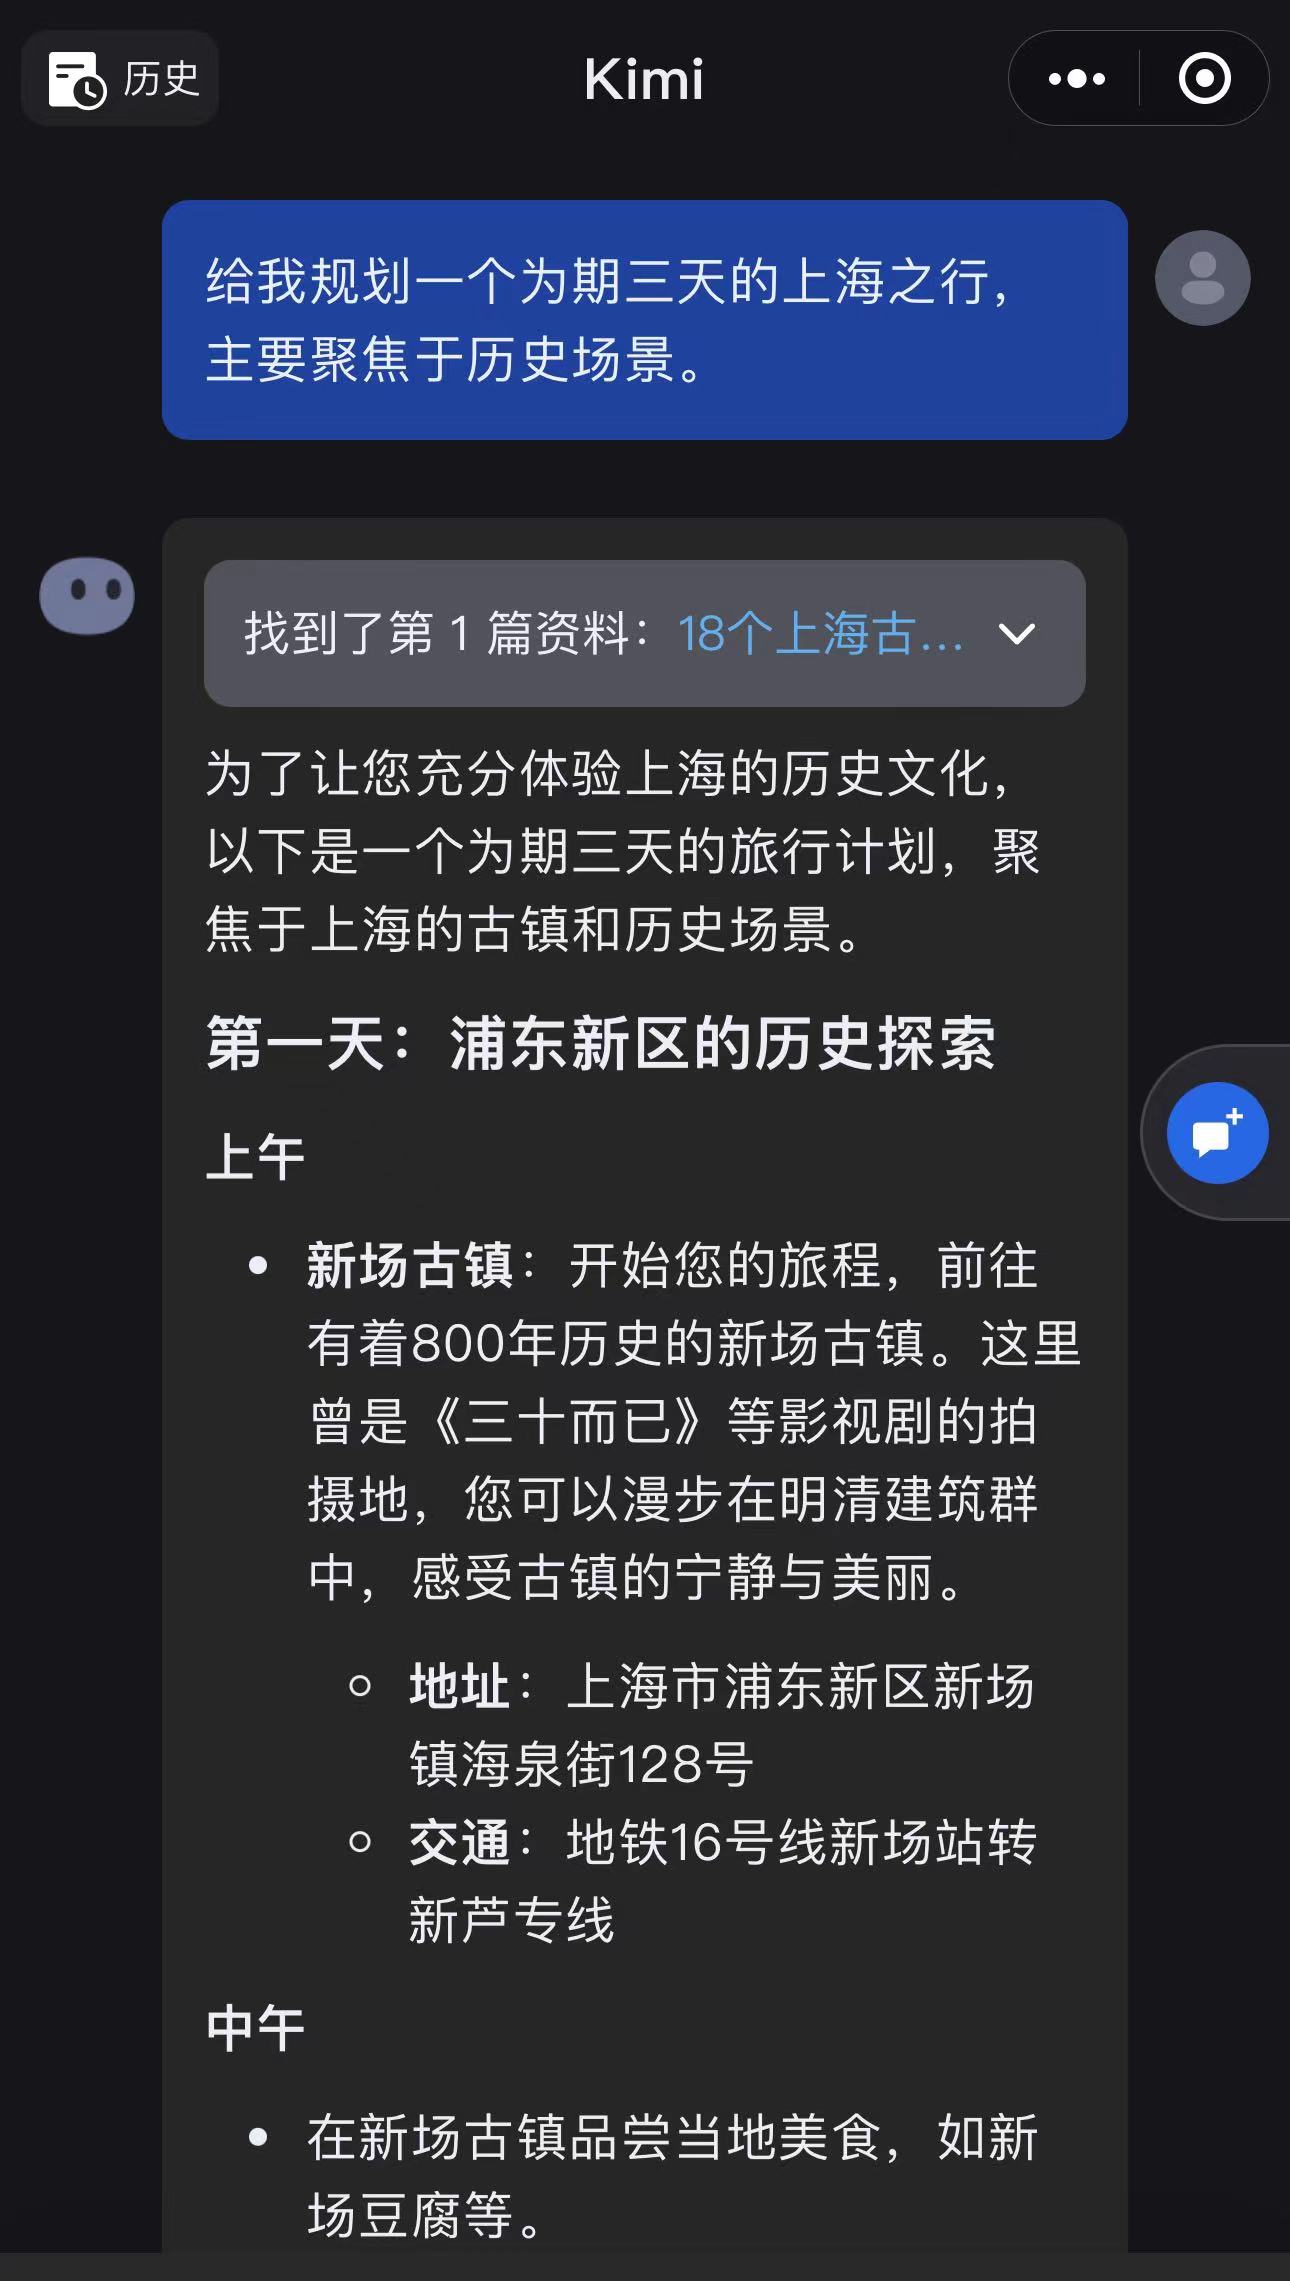 历史
Kimi
给我规划一个为期三天的上海之行，
主要聚焦于历史场景。
找到了第 1 篇资料：18个上海古...
为了让您充分体验上海的历史文化，
以下是一个为期三天的旅行计划，聚
焦于上海的古镇和历史场景。
第一天：浦东新区的历史探索
上午
新场古镇：开始您的旅程，前往
有着800年历史的新场古镇。这里
曾是《三十而已》等影视剧的拍
摄地，您可以漫步在明清建筑群
中，感受古镇的宁静与美丽。
地址：上海市浦东新区新场
镇海泉街128号
交通：地铁16号线新场站转
新芦专线
中午
在新场古镇品尝当地美食，如新
场豆腐等。